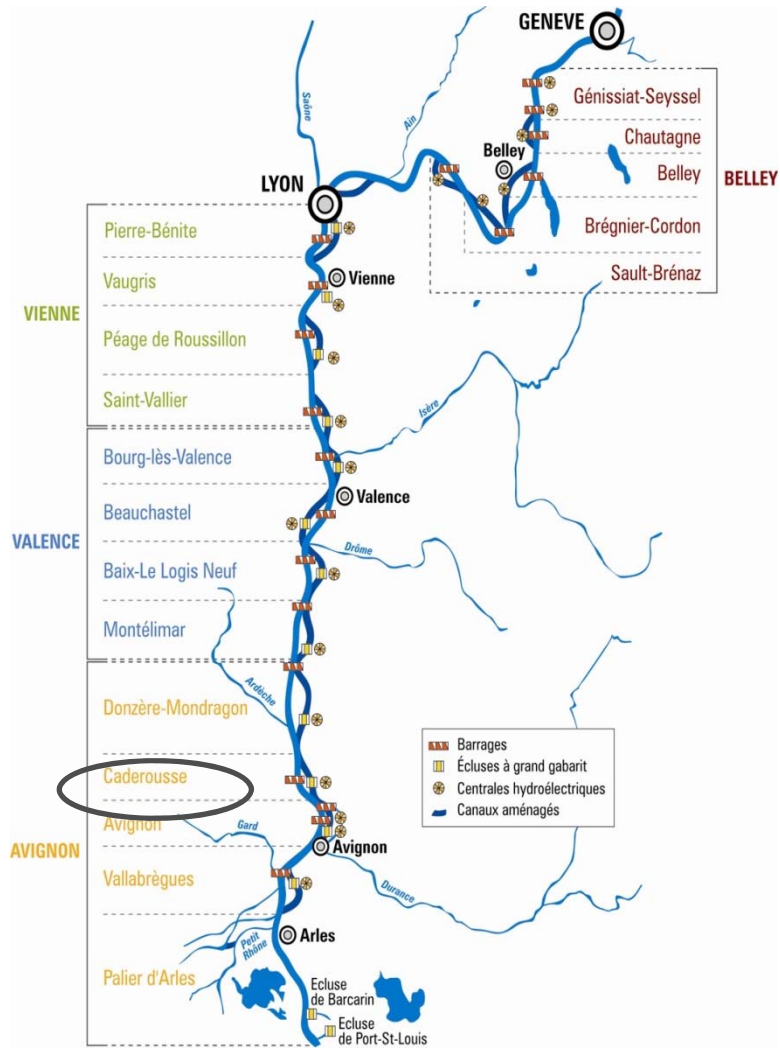 GENEVE
Génissiat-Seyssel
Chautagne
Belley
Belley
BELLEY
Brégnier-Cordon
Sault-Brénaz
Saône
Ain
LYON
Pierre-Bénite
Vaugris
Vienne
VIENNE
Péage de Roussillon
Saint-Vallier
Isère
Bourg-lès-Valence
Valence
Beauchastel
VALENCE
Drôme
Baix-Le Logis Neuf
Montélimar
Ardèche
Donzère-Mondragon
Barrages
Écluses à grand gabarit
Centrales hydroélectriques
Canaux aménagés
Caderousse
Avignon
Gard
AVIGNON
Avignon
Vallabrègues
Durance
Arles
Petit
Rhône
Palier d'Arles
Ecluse
de Barcarin
Ecluse
de Port-St-Louis